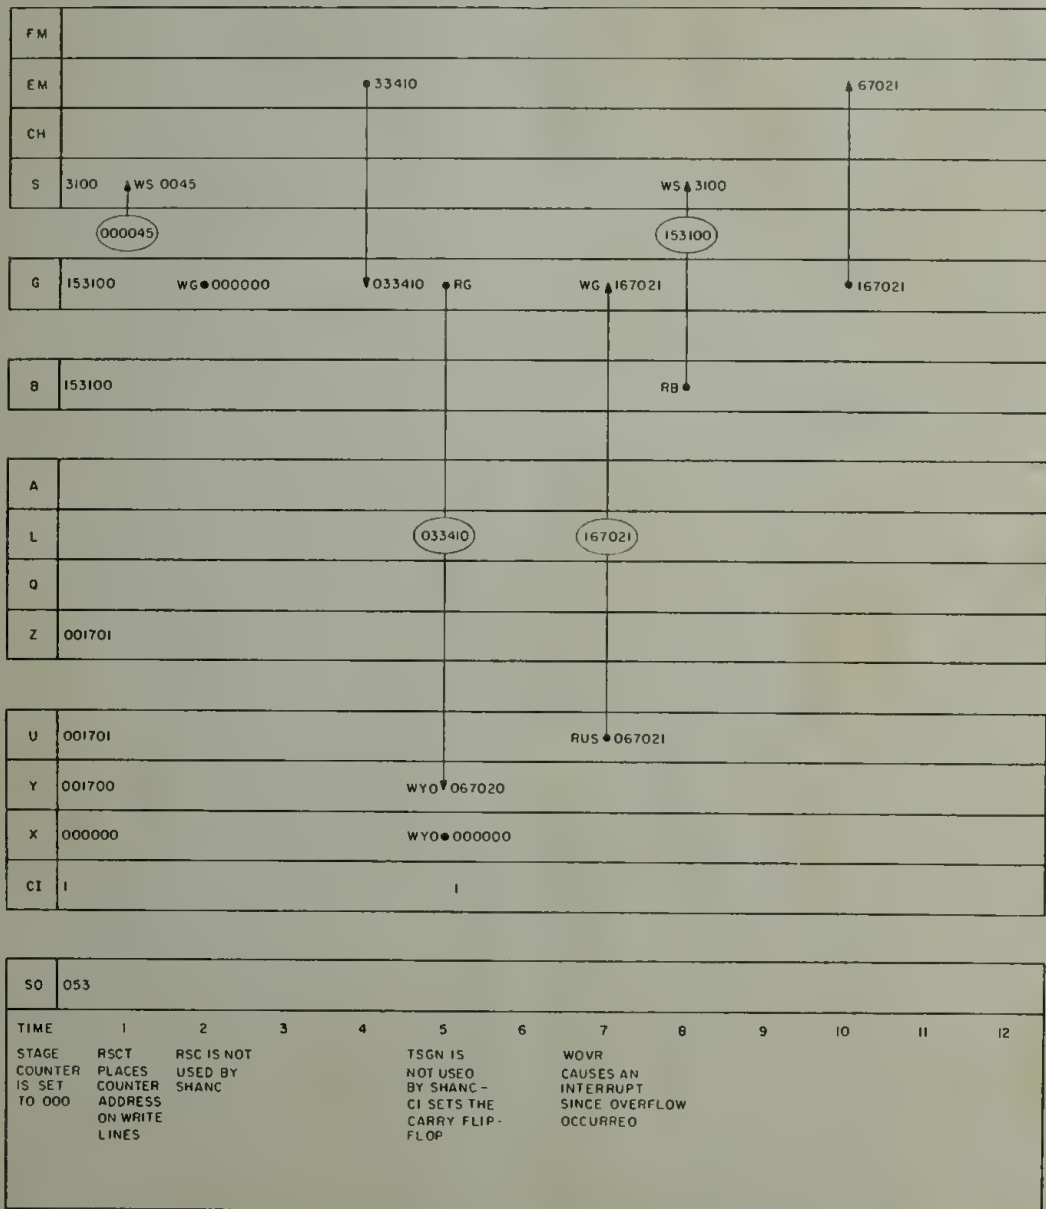 FM
EM 33410 67021
CH
S 3100 WS 0045 WS 3100
000045 153100
G 153100 WG 000000 033410 RG WG 167021 167021
B 153100 RB
A
L 033410 167021
Q
Z 001701
U 001701 RUS 067021
Y 001700 WYO 067020
X 000000 WYO 000000
CI 1 1
SO 053
TIME 1 2 3 4 5 6 7 8 9 10 11 12
STAGE
COUNTER
IS SET
TO 000
RSCT
PLACES
COUNTER
ADDRESS
ON WRITE
LINES
RSC IS NOT
USED BY
SHANC
TSGN IS
NOT USED
BY SHANC-
CI SETS THE
CARRY FLIP-
FLOP
WOVR
CAUSES AN
INTERRUPT
SINCE OVERFLOW
OCCURRED